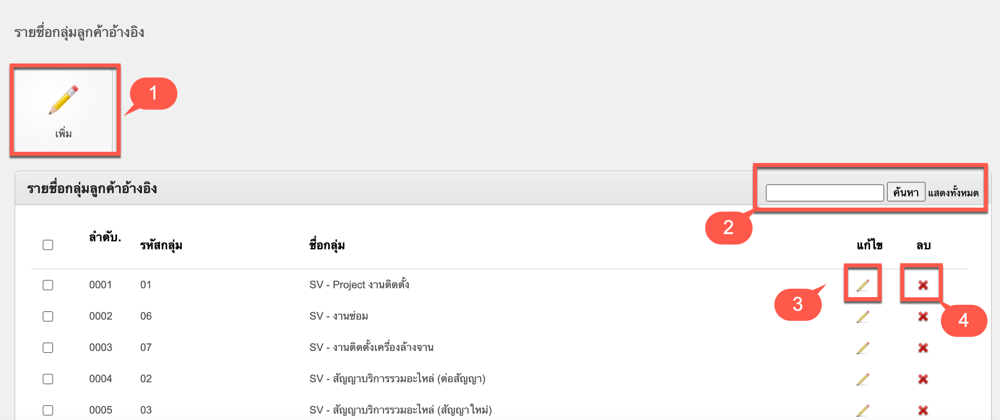 รายชื่อกลุ่มลูกค้าอ้างอิง
1
เพิ่ม
รายชื่อกลุ่มลูกค้าอ้างอิง
ค้นหา แสดงทั้งหมด
2
ลำดับ. รหัสกลุ่ม ชื่อกลุ่ม แก้ไข ลบ
0001 01 SV - Project งานติดตั้ง
3
0002 06 SV - งานซ่อม
4
0003 07 SV - งานติดตั้งเครื่องล้างจาน
0004 02 SV - สัญญาบริการรวมอะไหล่ (ต่อสัญญา)
0005 03 SV - สัญญาบริการรวมอะไหล่ (สัญญาใหม่)